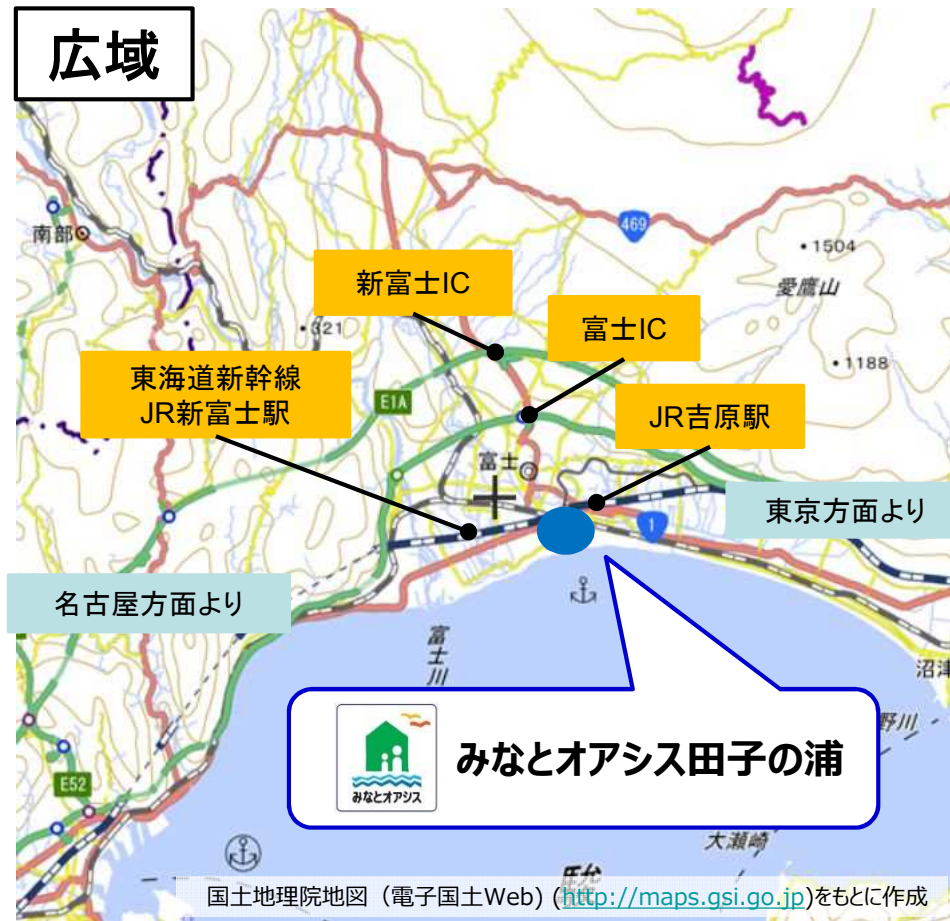 広域
469
南部
・1504
愛鷹山
新富士IC
・321
富士IC
・1188
東海道新幹線
JR新富士駅
E1A
JR吉原駅
富士
東京方面より
1
名古屋方面より
富士川
沼津
野川
みなとオアシス田子の浦
みなとオアシス
E52
大瀬崎
国土地理院地図（電子国土Web) (http://maps.gsi.go.jp)をもとに作成